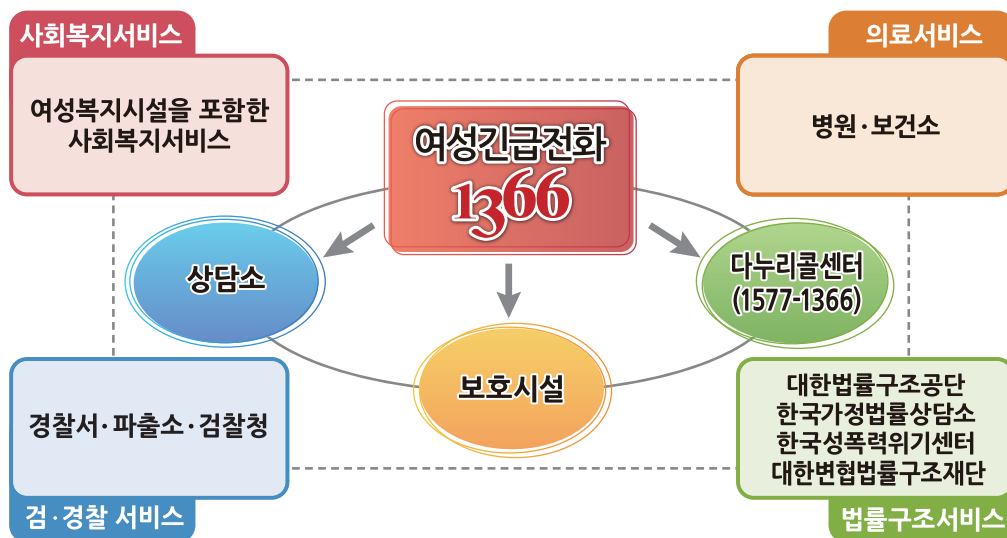 사회복지서비스
여성복지시설을 포함한
사회복지서비스
의료서비스
병원·보건소
여성긴급전화
1366
상담소
다누리콜센터
(1577-1366)
보호시설
경찰서·파출소·검찰청
검·경찰 서비스
대한법률구조공단
한국가정법률상담소
한국성폭력위기센터
대한변협법률구조재단
법률구조서비스